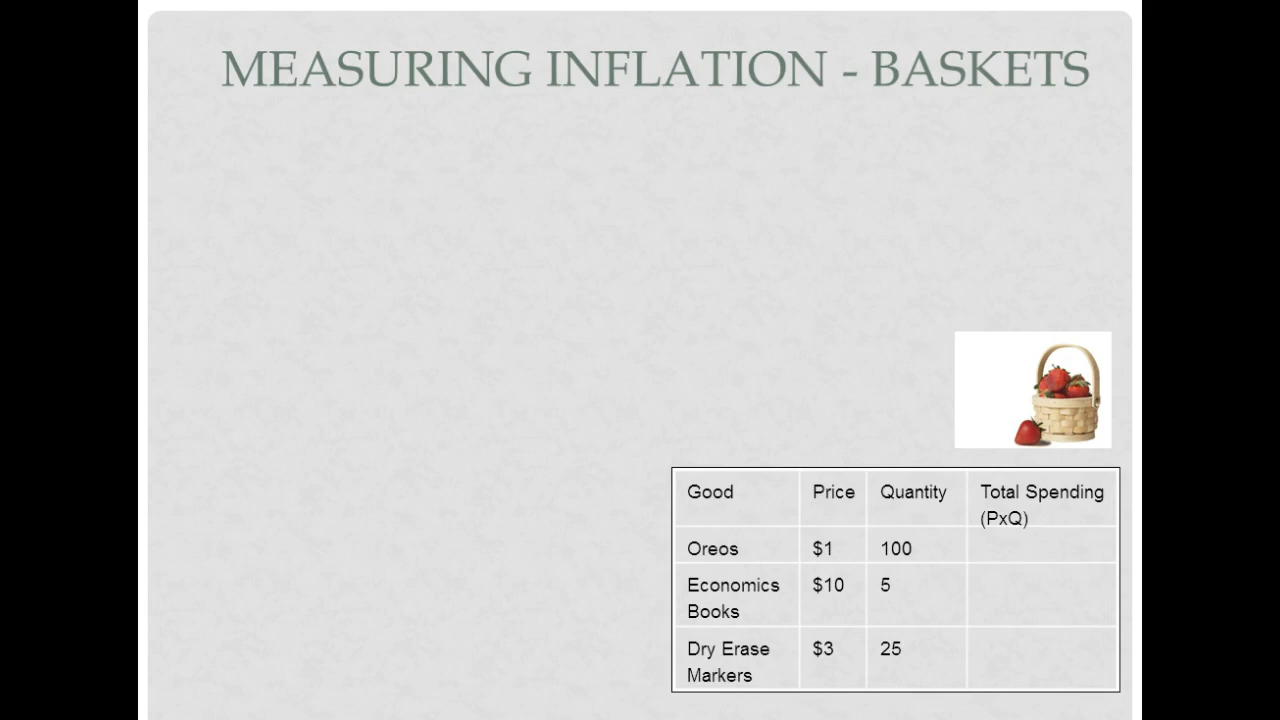 MEASURING INFLATION - BASKETS
Good Price Quantity Total Spending
(PxQ)
Oreos $1 100
Economics $10 5
Books
Dry Erase $3 25
Markers